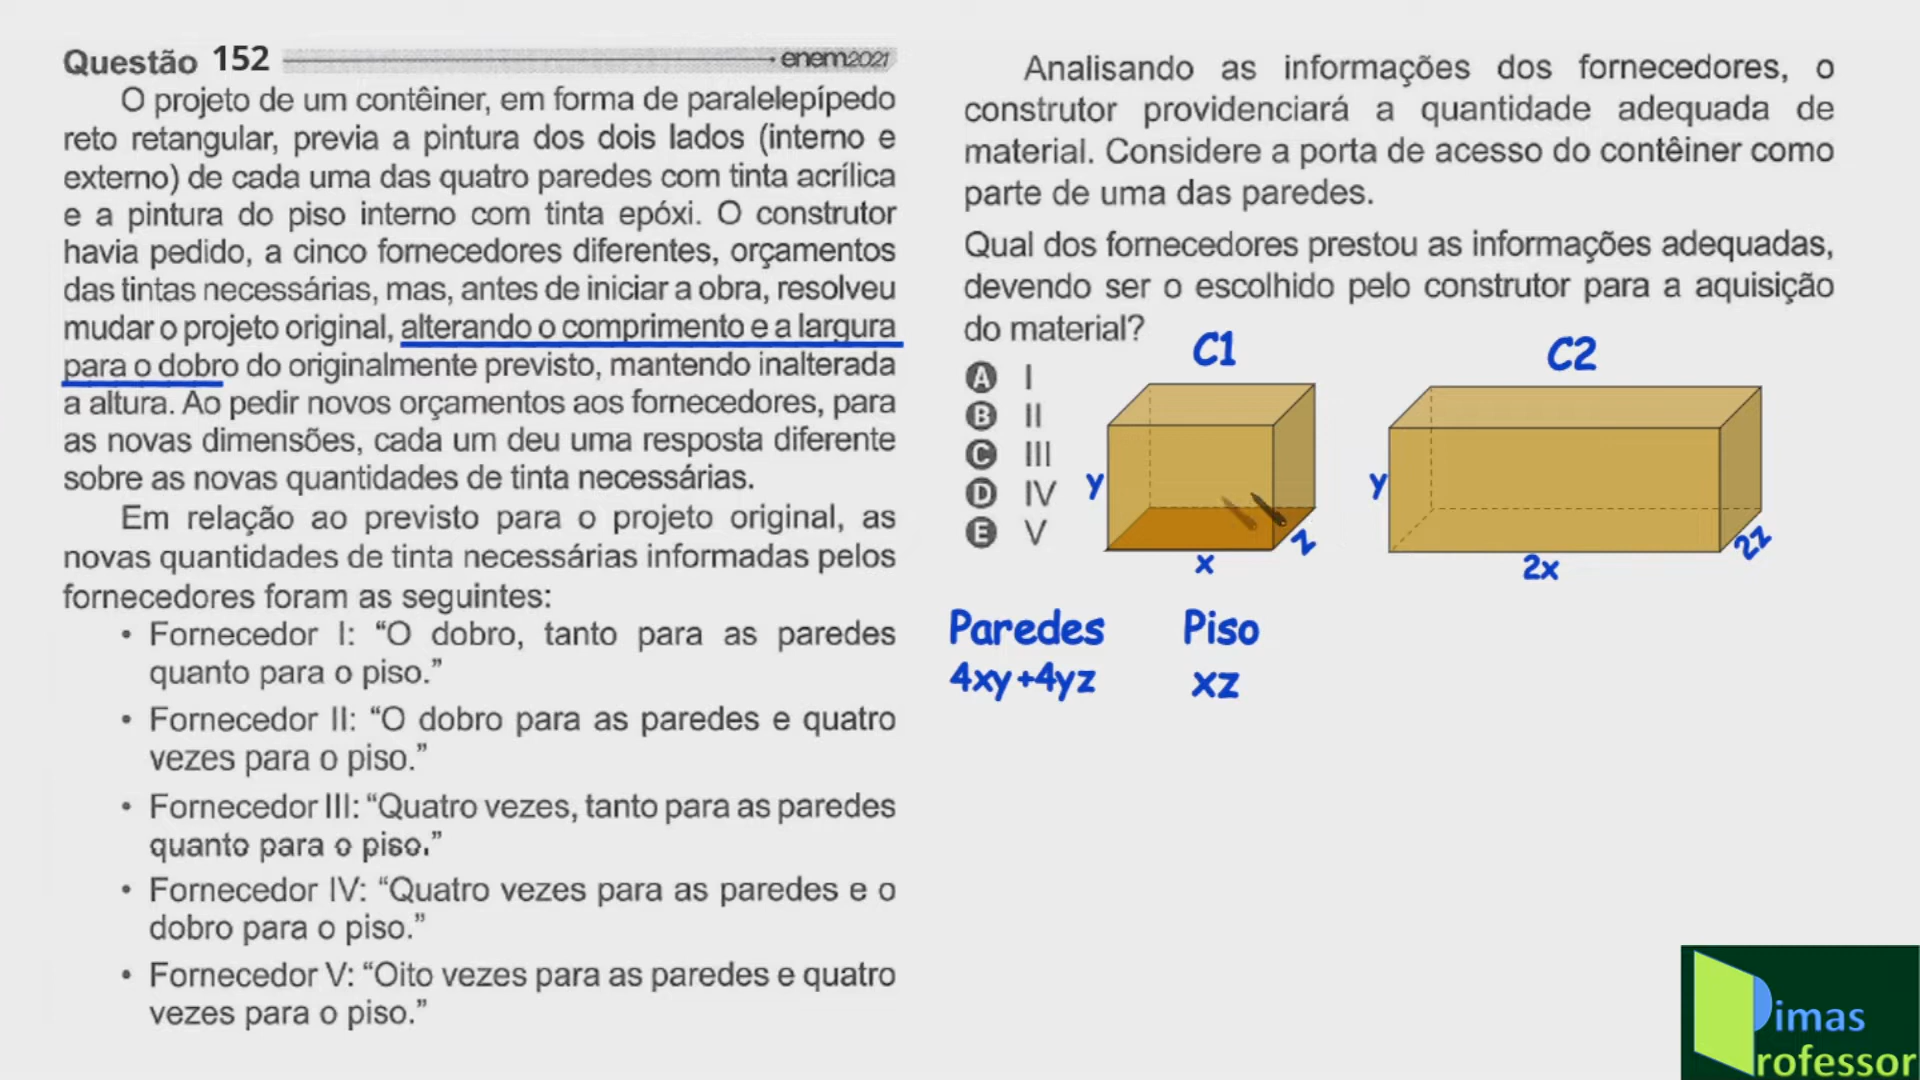 Questão 152
enem2021
O projeto de um contêiner, em forma de paralelepípedo
reto retangular, previa a pintura dos dois lados (interno e
externo) de cada uma das quatro paredes com tinta acrílica
e a pintura do piso interno com tinta epóxi. O construtor
havia pedido, a cinco fornecedores diferentes, orçamentos
das tintas necessárias, mas, antes de iniciar a obra, resolveu
mudar o projeto original, alterando o comprimento e a largura
para o dobro do originalmente previsto, mantendo inalterada
a altura. Ao pedir novos orçamentos aos fornecedores, para
as novas dimensões, cada um deu uma resposta diferente
sobre as novas quantidades de tinta necessárias.
Em relação ao previsto para o projeto original, as
novas quantidades de tinta necessárias informadas pelos
fornecedores foram as seguintes:
• Fornecedor I: “O dobro, tanto para as paredes
quanto para o piso.”
• Fornecedor II: “O dobro para as paredes e quatro
vezes para o piso.”
• Fornecedor III: “Quatro vezes, tanto para as paredes
quanto para o piso.”
• Fornecedor IV: “Quatro vezes para as paredes e o
dobro para o piso.”
• Fornecedor V: “Oito vezes para as paredes e quatro
vezes para o piso.”
Analisando as informações dos fornecedores, o
construtor providenciará a quantidade adequada de
material. Considere a porta de acesso do contêiner como
parte de uma das paredes.
Qual dos fornecedores prestou as informações adequadas,
devendo ser o escolhido pelo construtor para a aquisição
do material?
A I
B II
C III
D IV
E V
C1
y
x
z
C2
y
2x
2z
Paredes Piso
4xy+4yz xz
Dimas
Professor